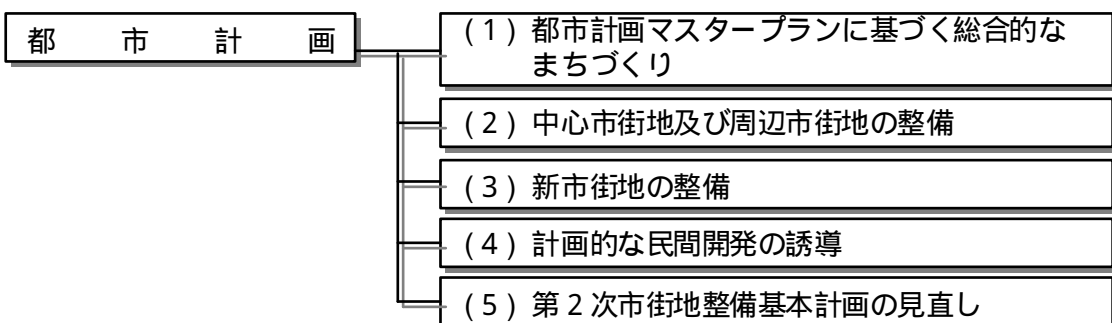 都市計画
(1)都市計画マスタープランに基づく総合的な
まちづくり
(2)中心市街地及び周辺市街地の整備
(3)新市街地の整備
(4)計画的な民間開発の誘導
(5)第2次市街地整備基本計画の見直し